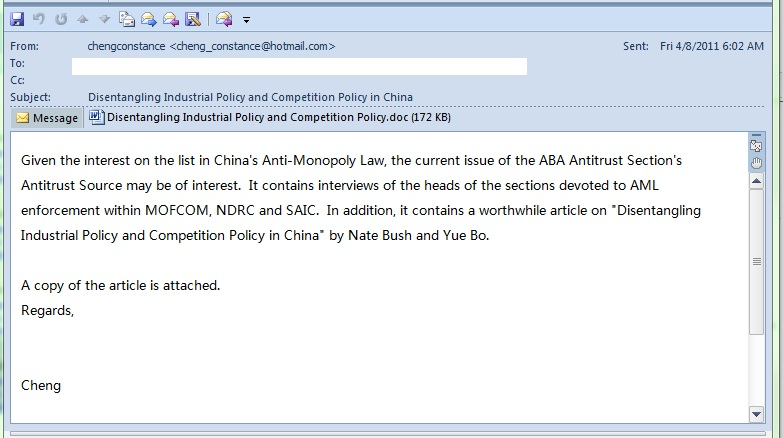 From: chengconstance <cheng_constance@hotmail.com> Sent: Fri 4/8/2011 6:02 AM
To:
Cc:
Subject: Disentangling Industrial Policy and Competition Policy in China
Message Disentangling Industrial Policy and Competition Policy.doc (172 KB)
Given the interest on the list in China's Anti-Monopoly Law, the current issue of the ABA Antitrust Section's
Antitrust Source may be of interest. It contains interviews of the heads of the sections devoted to AML
enforcement within MOFCOM, NDRC and SAIC. In addition, it contains a worthwhile article on "Disentangling
Industrial Policy and Competition Policy in China" by Nate Bush and Yue Bo.
A copy of the article is attached.
Regards,
Cheng